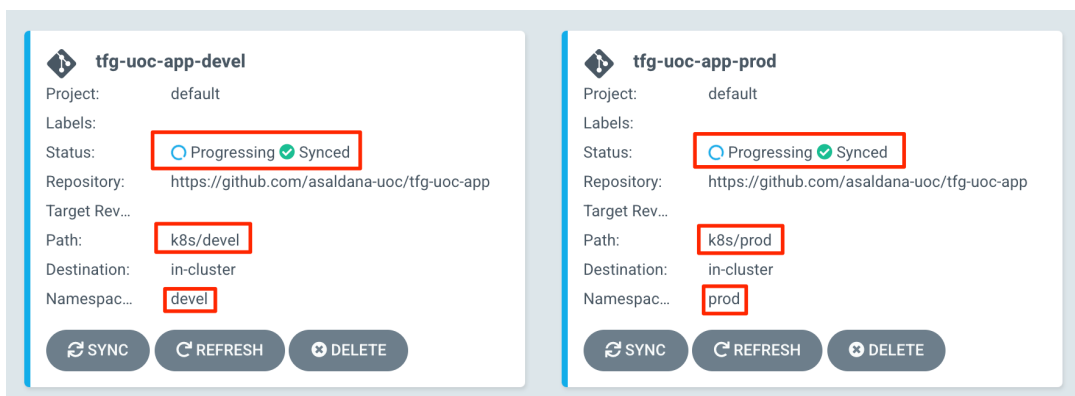 tfg-uoc-app-devel
Project: default
Labels:
Status: Progressing Synced
Repository: https://github.com/asaldana-uoc/tfg-uoc-app
Target Rev...
Path: k8s/devel
Destination: in-cluster
Namespac... devel
SYNC REFRESH DELETE
tfg-uoc-app-prod
Project: default
Labels:
Status: Progressing Synced
Repository: https://github.com/asaldana-uoc/tfg-uoc-app
Target Rev...
Path: k8s/prod
Destination: in-cluster
Namespac... prod
SYNC REFRESH DELETE